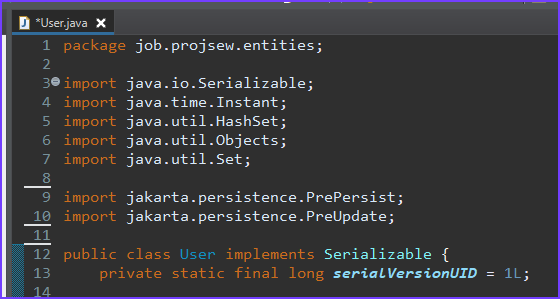 *User.java
1 package job.projsew.entities;
2
3 import java.io.Serializable;
4 import java.time.Instant;
5 import java.util.HashSet;
6 import java.util.Objects;
7 import java.util.Set;
8
9 import jakarta.persistence.PrePersist;
10 import jakarta.persistence.PreUpdate;
11
12 public class User implements Serializable {
13 private static final long serialVersionUID = 1L;
14